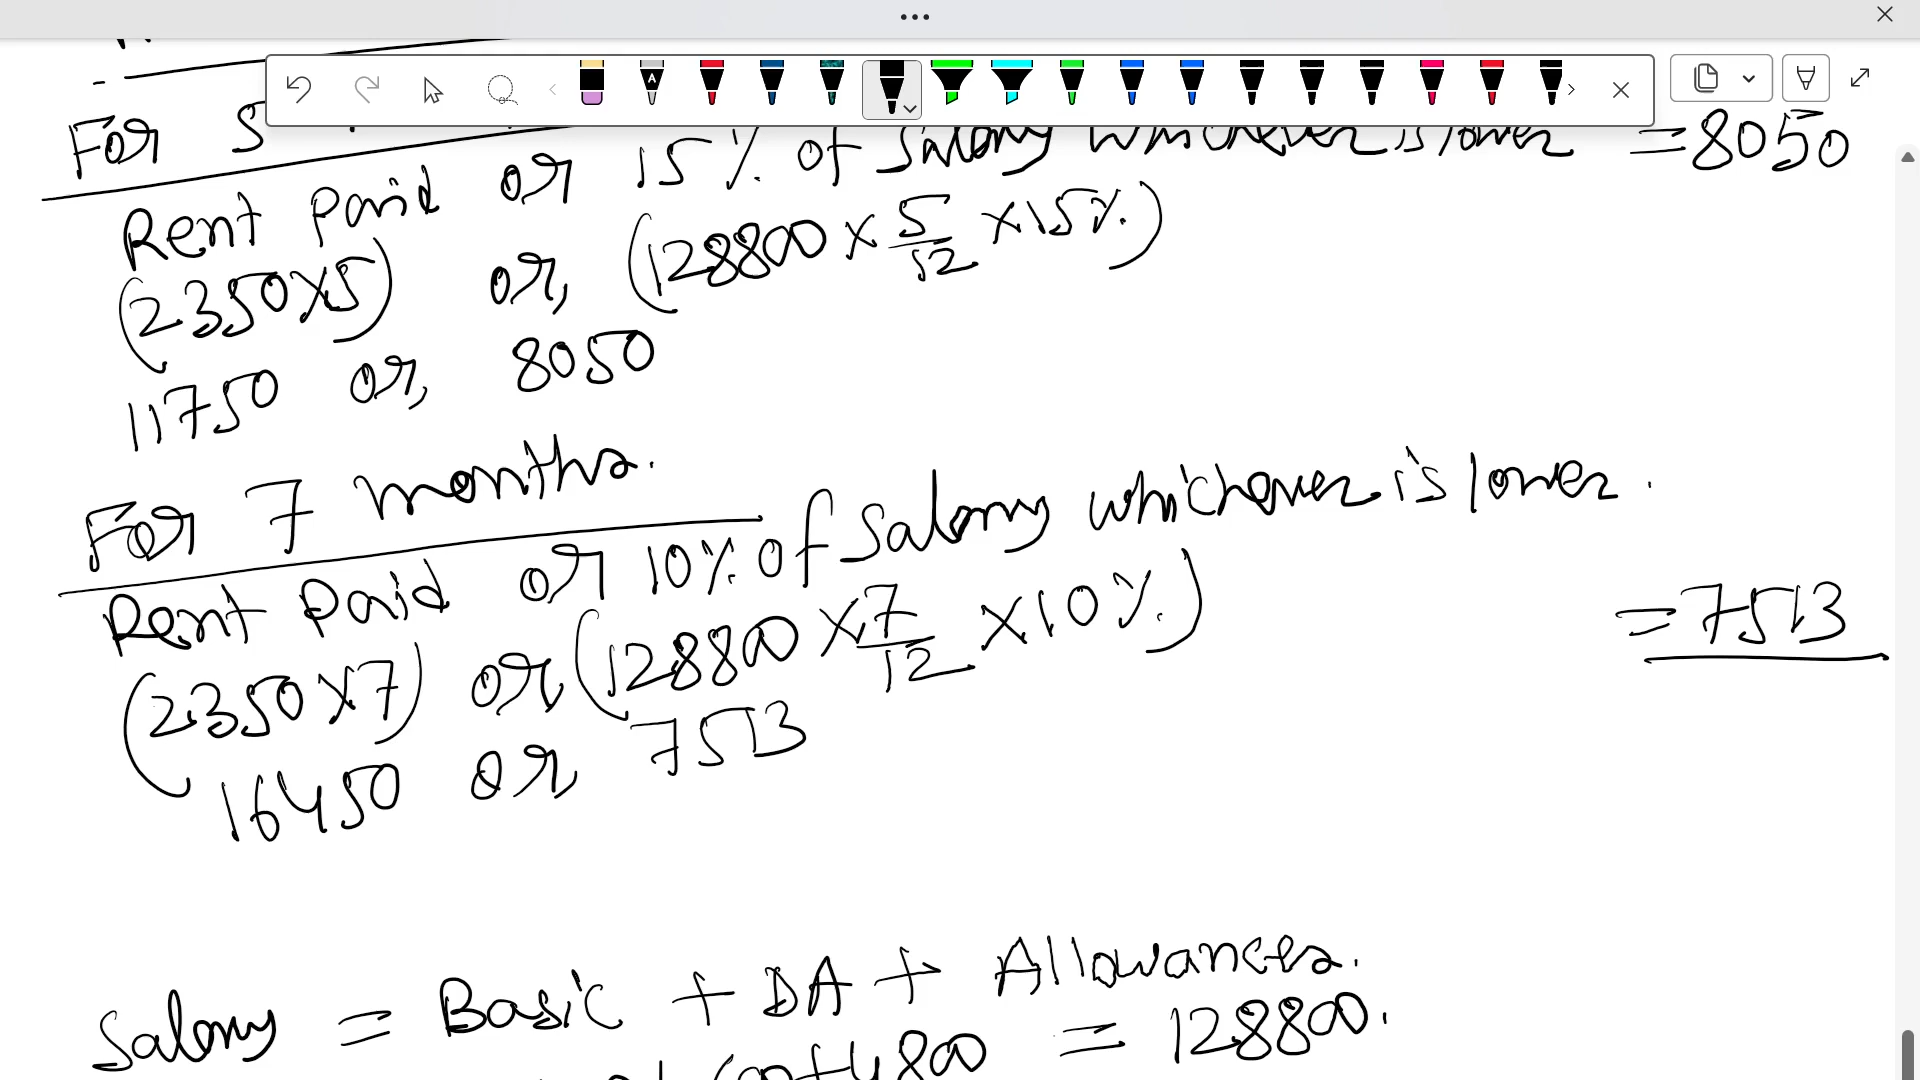 For 5
Rent Paid or 15% of Salary whichever is lower = 8050
(2350×5) or, (128800 × 5/12 ×15%)
11750 or, 8050
For 7 months.
Rent Paid or 10% of Salary whichever is lower.
(2350×7) or (128800 × 7/12 ×10%) = 7513
16450 or, 7513
Salary = Basic + DA + Allowances.
+4800 = 128800.